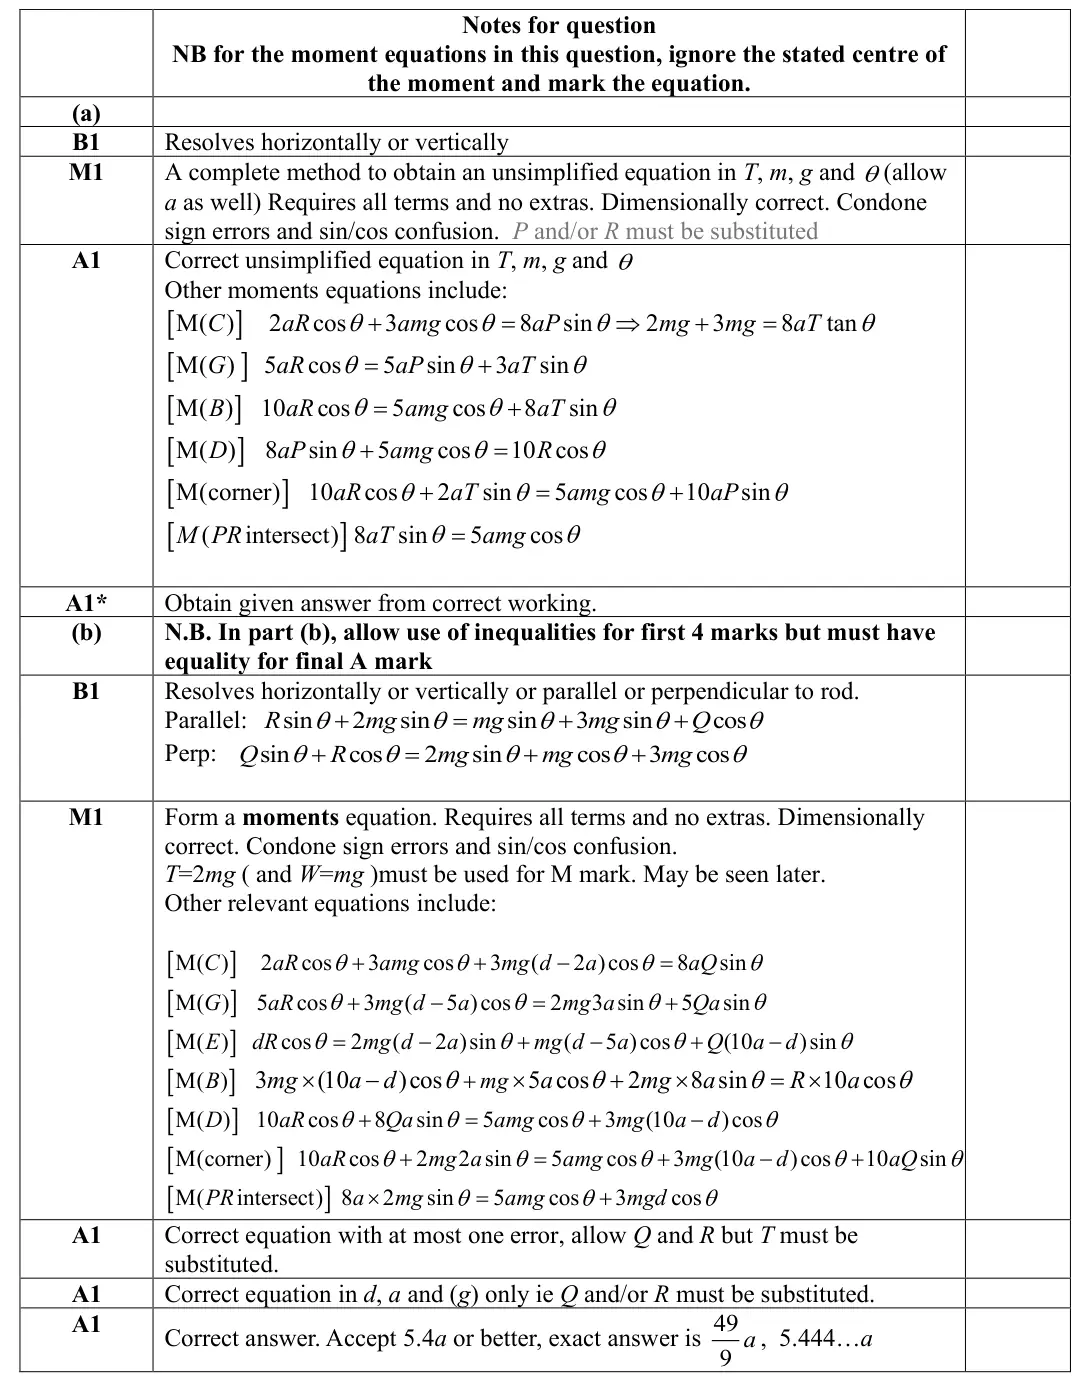 Notes for question
NB for the moment equations in this question, ignore the stated centre of
the moment and mark the equation.
(a)
B1 Resolves horizontally or vertically
M1 A complete method to obtain an unsimplified equation in T, m, g and θ (allow
a as well) Requires all terms and no extras. Dimensionally correct. Condone
sign errors and sin/cos confusion. P and/or R must be substituted
A1 Correct unsimplified equation in T, m, g and θ
Other moments equations include:
[M(C)] 2aR cos θ + 3amg cos θ = 8aP sin θ ⇒ 2mg + 3mg = 8aT tan θ
[M(G) ] 5aR cos θ = 5aP sin θ + 3aT sin θ
[M(B)] 10aR cos θ = 5amg cos θ + 8aT sin θ
[M(D)] 8aP sin θ + 5amg cos θ = 10R cos θ
[M(corner)] 10aR cos θ + 2aT sin θ = 5amg cos θ + 10aP sin θ
[M (PR intersect)] 8aT sin θ = 5amg cos θ
A1* Obtain given answer from correct working.
(b) N.B. In part (b), allow use of inequalities for first 4 marks but must have
equality for final A mark
B1 Resolves horizontally or vertically or parallel or perpendicular to rod.
Parallel: R sin θ + 2mg sin θ = mg sin θ + 3mg sin θ + Q cos θ
Perp: Q sin θ + R cos θ = 2mg sin θ + mg cos θ + 3mg cos θ
M1 Form a moments equation. Requires all terms and no extras. Dimensionally
correct. Condone sign errors and sin/cos confusion.
T=2mg ( and W=mg )must be used for M mark. May be seen later.
Other relevant equations include:
[M(C)] 2aR cos θ + 3amg cos θ + 3mg(d − 2a) cos θ = 8aQ sin θ
[M(G)] 5aR cos θ + 3mg(d − 5a) cos θ = 2mg3a sin θ + 5Qa sin θ
[M(E)] dR cos θ = 2mg(d − 2a) sin θ + mg(d − 5a) cos θ + Q(10a − d) sin θ
[M(B)] 3mg × (10a − d) cos θ + mg × 5a cos θ + 2mg × 8a sin θ = R × 10a cos θ
[M(D)] 10aR cos θ + 8Qa sin θ = 5amg cos θ + 3mg(10a − d) cos θ
[M(corner) ] 10aR cos θ + 2mg2a sin θ = 5amg cos θ + 3mg(10a − d) cos θ + 10aQ sin θ
[M(PR intersect)] 8a × 2mg sin θ = 5amg cos θ + 3mgd cos θ
A1 Correct equation with at most one error, allow Q and R but T must be
substituted.
A1 Correct equation in d, a and (g) only ie Q and/or R must be substituted.
A1 Correct answer. Accept 5.4a or better, exact answer is 49/9 a , 5.444…a